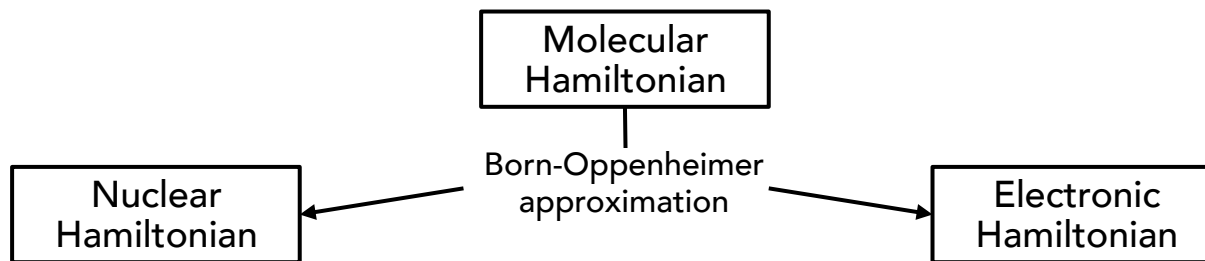 Molecular
Hamiltonian
Born-Oppenheimer
approximation
Nuclear
Hamiltonian
Electronic
Hamiltonian